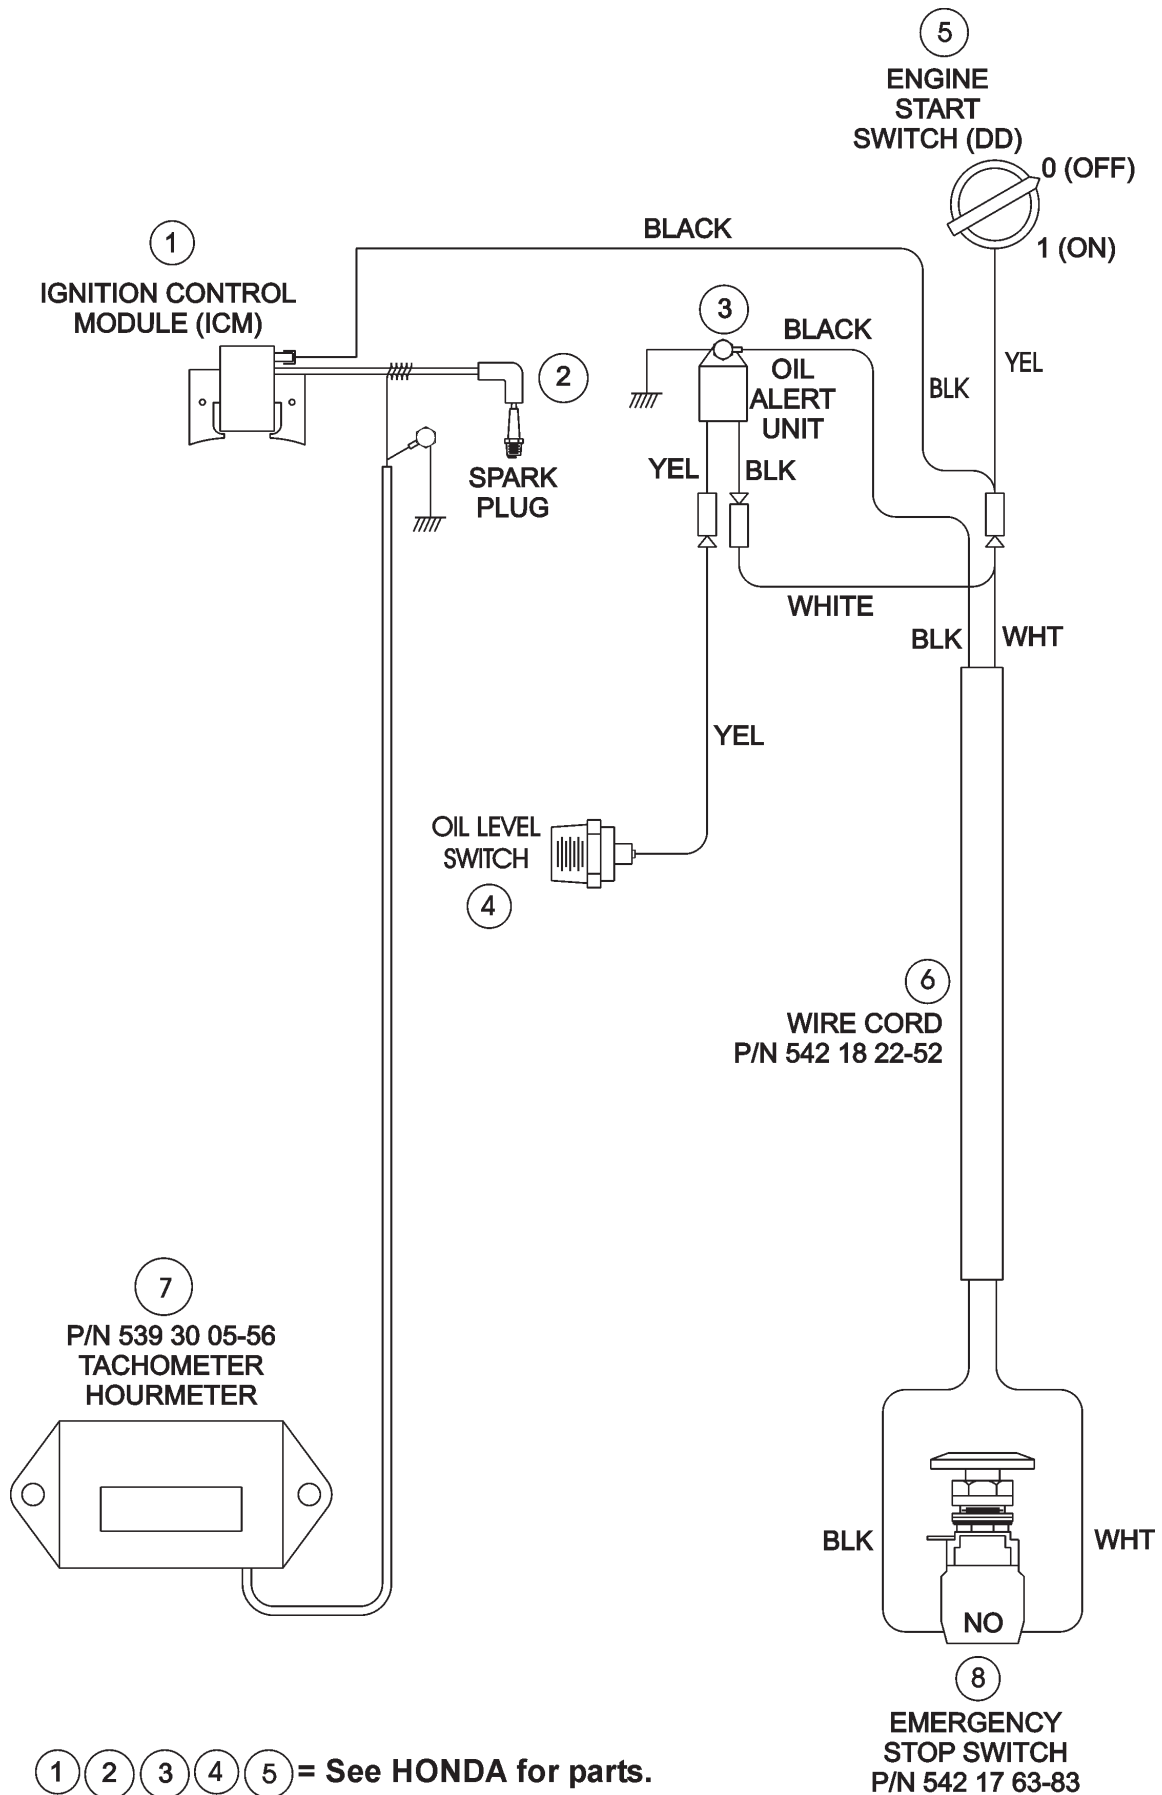 5
ENGINE
START
SWITCH (DD)
0 (OFF)
1 (ON)
BLACK
1
IGNITION CONTROL
MODULE (ICM)
3
BLACK
OIL
ALERT
UNIT
YEL
BLK
2
SPARK
PLUG
YEL
BLK
WHITE
BLK
WHT
YEL
OIL LEVEL
SWITCH
4
6
WIRE CORD
P/N 542 18 22-52
7
P/N 539 30 05-56
TACHOMETER
HOURMETER
BLK
WHT
NO
8
EMERGENCY
STOP SWITCH
P/N 542 17 63-83
1 2 3 4 5 = See HONDA for parts.